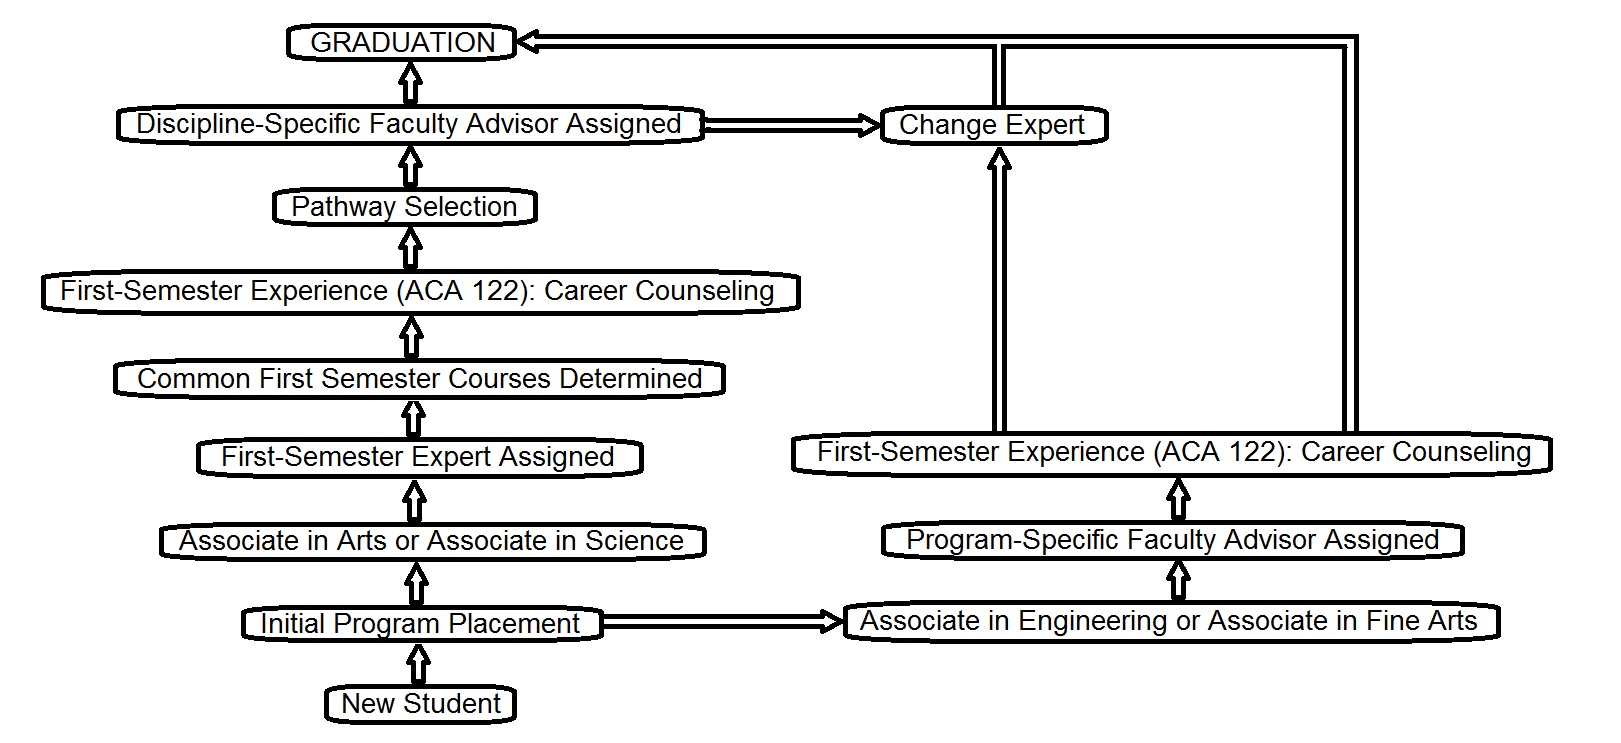 GRADUATION
Discipline-Specific Faculty Advisor Assigned
Change Expert
Pathway Selection
First-Semester Experience (ACA 122): Career Counseling
Common First Semester Courses Determined
First-Semester Expert Assigned
First-Semester Experience (ACA 122): Career Counseling
Associate in Arts or Associate in Science
Program-Specific Faculty Advisor Assigned
Initial Program Placement
Associate in Engineering or Associate in Fine Arts
New Student